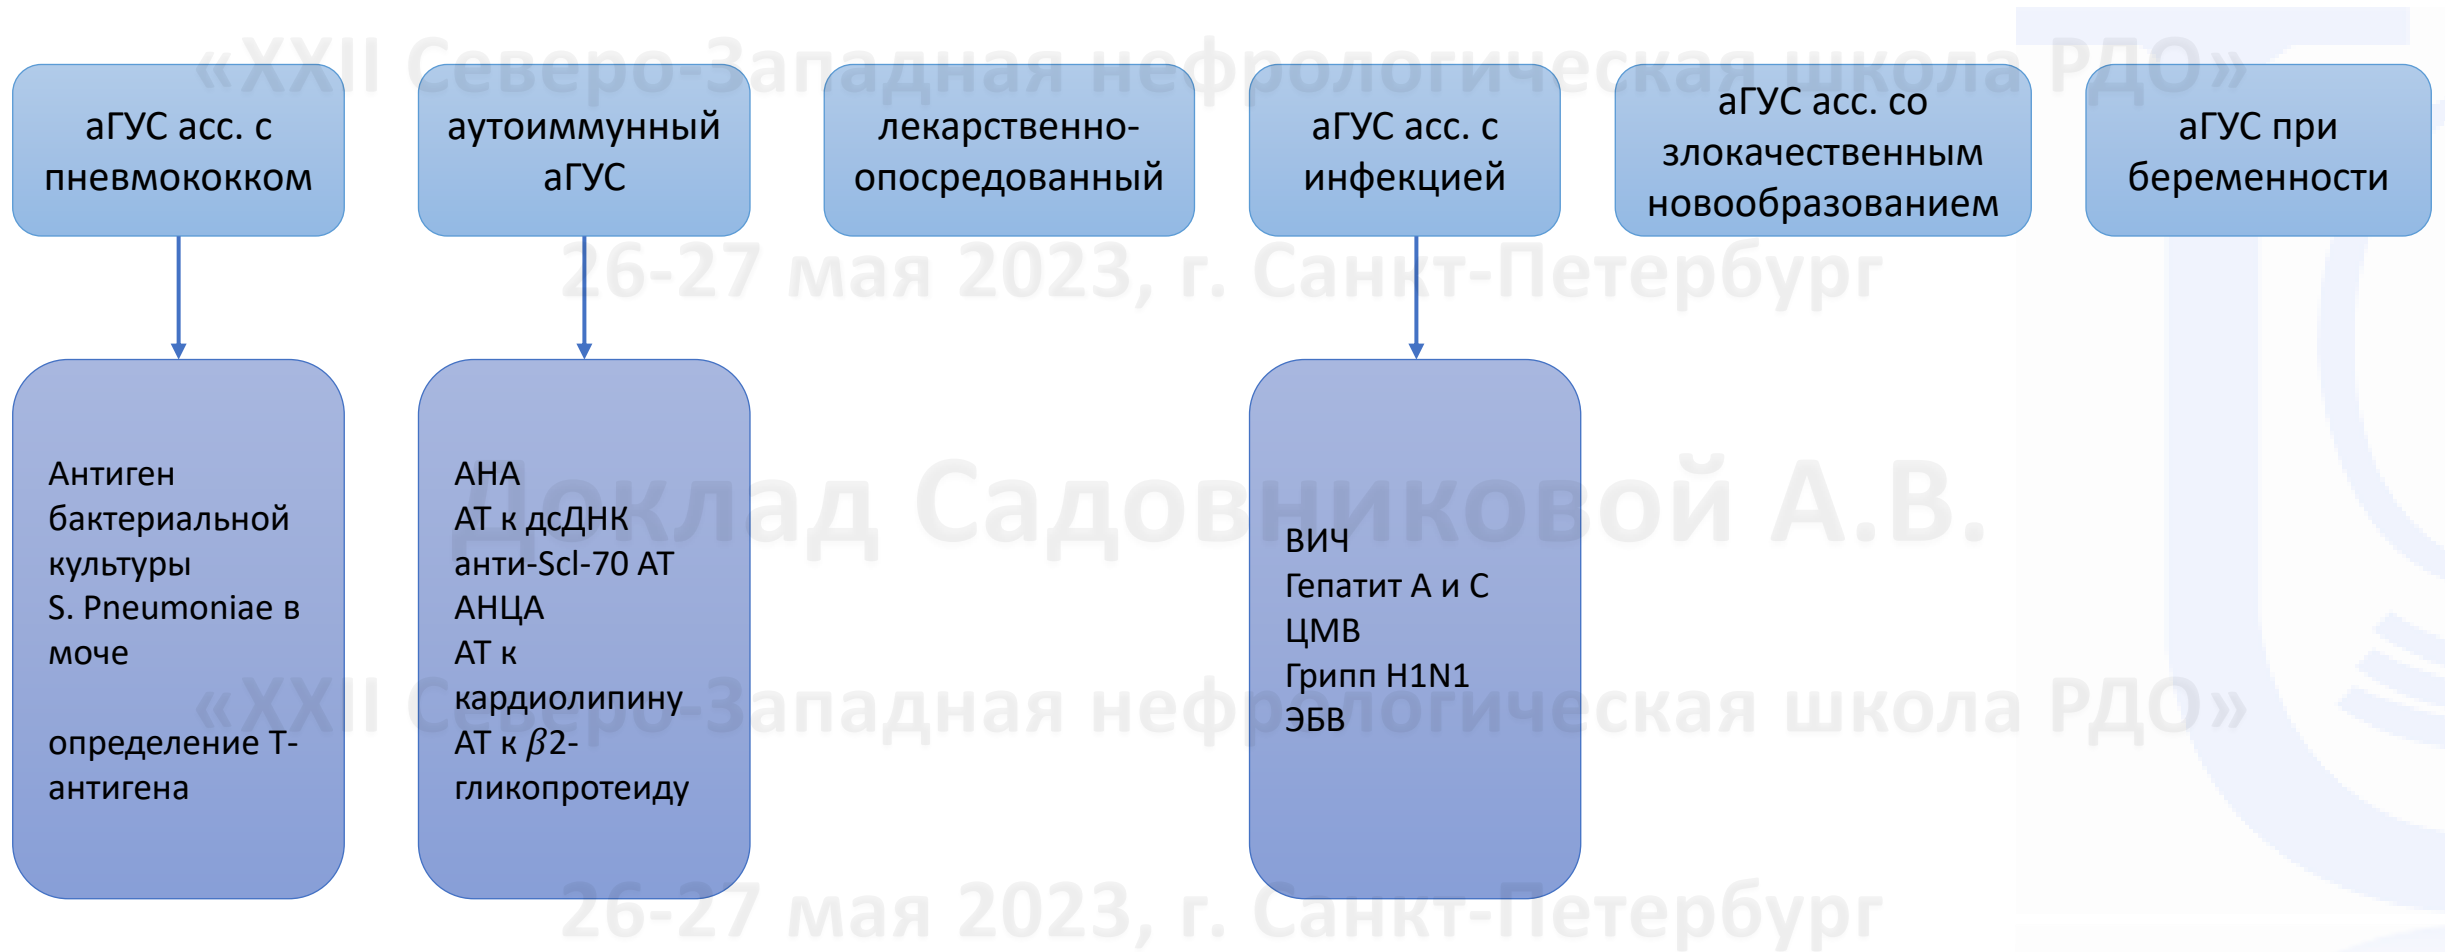 «XXII Северо-Западная нефрологическая школа РДО»
аГУС асс. с
пневмококком
аутоиммунный
аГУС
лекарственно-
опосредованный
аГУС асс. с
инфекцией
аГУС асс. со
злокачественным
новообразованием
аГУС при
беременности
26-27 мая 2023, г. Санкт-Петербург
Антиген
бактериальной
культуры
S. Pneumoniae в
моче
определение Т-
антигена
АНА
АТ к дсДНК
анти-Scl-70 АТ
АНЦА
АТ к
кардиолипину
АТ к β2-
гликопротеиду
ВИЧ
Гепатит А и С
ЦМВ
Грипп H1N1
ЭБВ
Доклад Садовниковой А.В.
«XXII Северо-Западная нефрологическая школа РДО»
26-27 мая 2023, г. Санкт-Петербург